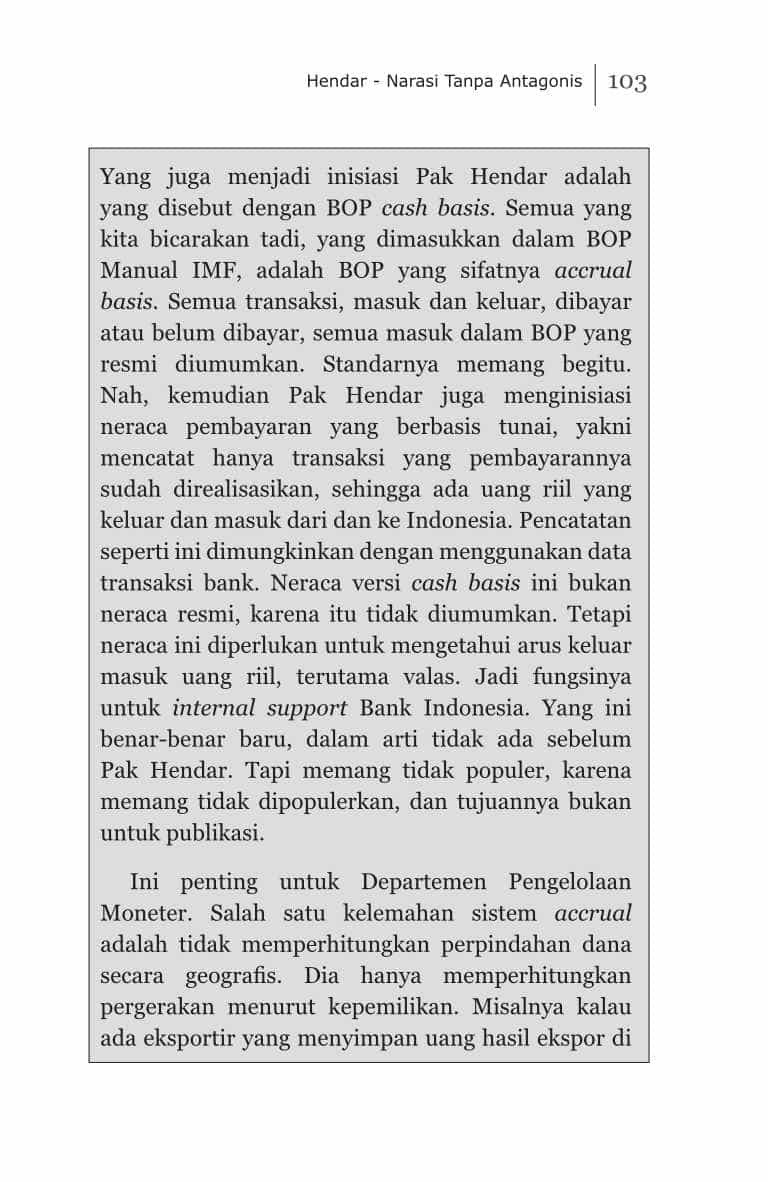 Hendar - Narasi Tanpa Antagonis 103
Yang juga menjadi inisiasi Pak Hendar adalah
yang disebut dengan BOP cash basis. Semua yang
kita bicarakan tadi, yang dimasukkan dalam BOP
Manual IMF, adalah BOP yang sifatnya accrual
basis. Semua transaksi, masuk dan keluar, dibayar
atau belum dibayar, semua masuk dalam BOP yang
resmi diumumkan. Standarnya memang begitu.
Nah, kemudian Pak Hendar juga menginisiasi
neraca pembayaran yang berbasis tunai, yakni
mencatat hanya transaksi yang pembayarannya
sudah direalisasikan, sehingga ada uang riil yang
keluar dan masuk dari dan ke Indonesia. Pencatatan
seperti ini dimungkinkan dengan menggunakan data
transaksi bank. Neraca versi cash basis ini bukan
neraca resmi, karena itu tidak diumumkan. Tetapi
neraca ini diperlukan untuk mengetahui arus keluar
masuk uang riil, terutama valas. Jadi fungsinya
untuk internal support Bank Indonesia. Yang ini
benar-benar baru, dalam arti tidak ada sebelum
Pak Hendar. Tapi memang tidak populer, karena
memang tidak dipopulerkan, dan tujuannya bukan
untuk publikasi.
Ini penting untuk Departemen Pengelolaan
Moneter. Salah satu kelemahan sistem accrual
adalah tidak memperhitungkan perpindahan dana
secara geografis. Dia hanya memperhitungkan
pergerakan menurut kepemilikan. Misalnya kalau
ada eksportir yang menyimpan uang hasil ekspor di